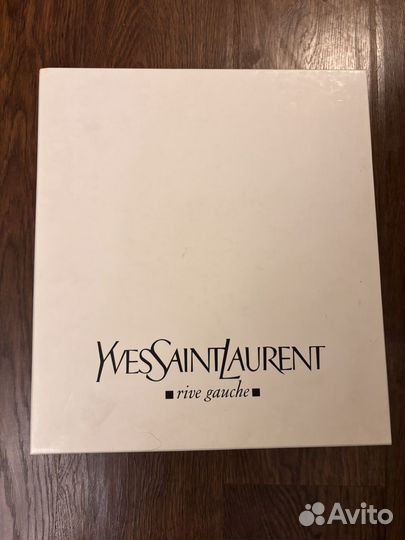 YVESSAINTLAURENT
■ rive gauche ■
Avito